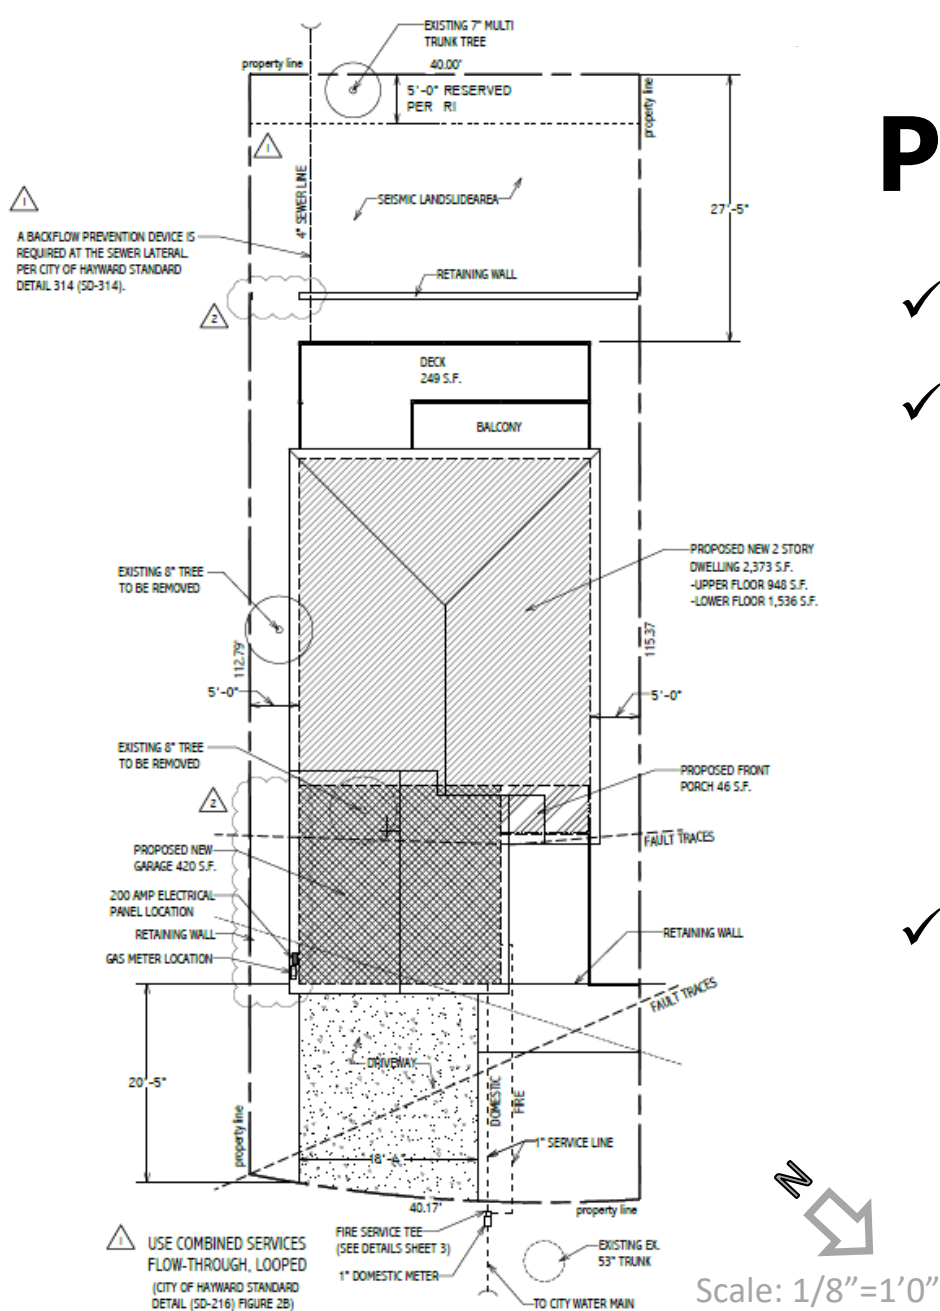 EXISTING 7" MULTI
TRUNK TREE
property line
40.00'
5'-0" RESERVED
PER RI
property line
P
1
1
4" SEWER LINE
SEISMIC LANDSLIDEAREA
27'-5"
A BACKFLOW PREVENTION DEVICE IS
REQUIRED AT THE SEWER LATERAL.
PER CITY OF HAYWARD STANDARD
DETAIL 314 (SD-314).
RETAINING WALL
2
DECK
249 S.F.
BALCONY
PROPOSED NEW 2 STORY
DWELLING 2,373 S.F.
-UPPER FLOOR 948 S.F.
-LOWER FLOOR 1,536 S.F.
EXISTING 8" TREE
TO BE REMOVED
112.79'
115.37
5'-0"
5'-0"
EXISTING 8" TREE
TO BE REMOVED
PROPOSED FRONT
PORCH 46 S.F.
2
FAULT TRACES
PROPOSED NEW
GARAGE 420 S.F.
200 AMP ELECTRICAL
PANEL LOCATION
RETAINING WALL
RETAINING WALL
GAS METER LOCATION
FAULT TRACES
DRIVEWAY
20'-5"
DOMESTIC
FIRE
property line
1" SERVICE LINE
N
40.17'
property line
1
USE COMBINED SERVICES
FLOW-THROUGH, LOOPED
(CITY OF HAYWARD STANDARD
DETAIL (SD-216) FIGURE 2B)
FIRE SERVICE TEE
(SEE DETAILS SHEET 3)
1" DOMESTIC METER
EXISTING EX.
53" TRUNK
TO CITY WATER MAIN
Scale: 1/8”=1’0”